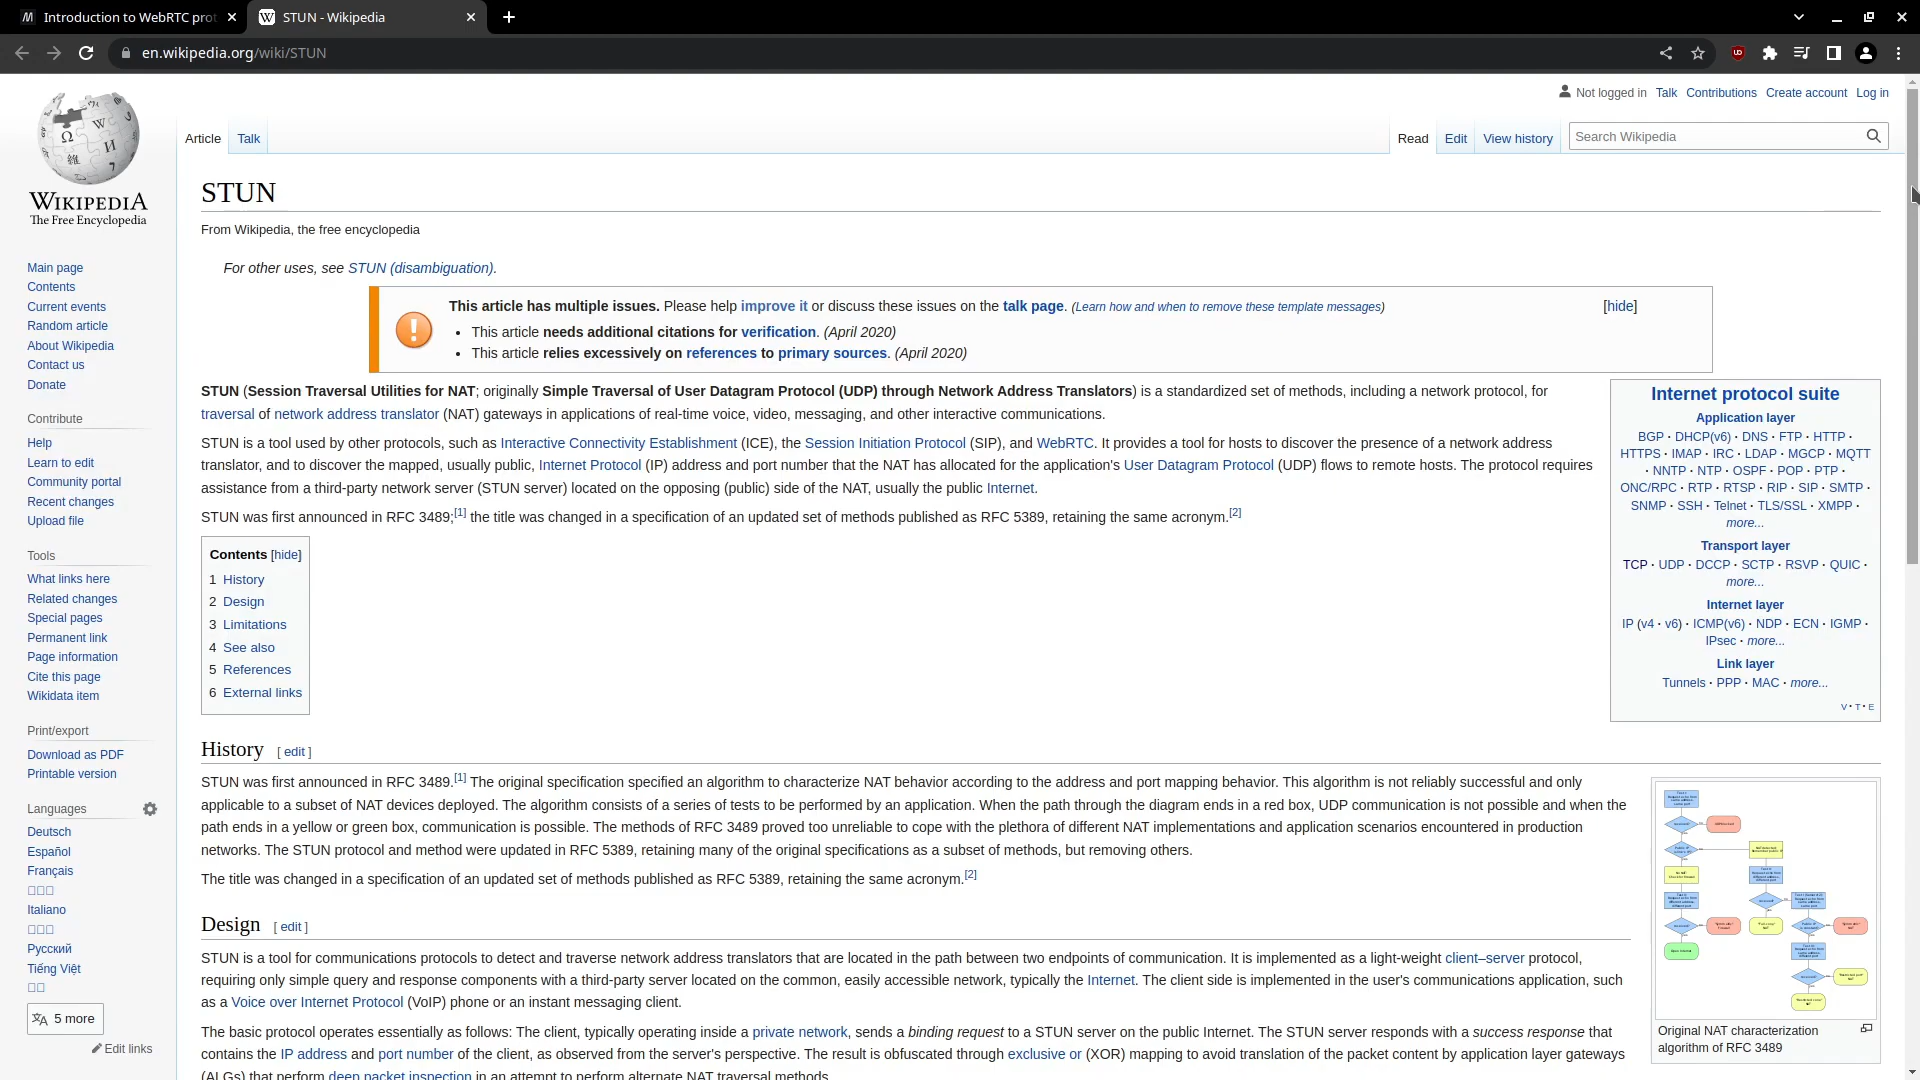 Introduction to WebRTC prot
STUN - Wikipedia
en.wikipedia.org/wiki/STUN
Not logged in Talk Contributions Create account Log in
Article Talk
Read Edit View history Search Wikipedia
WIKIPEDIA
The Free Encyclopedia
Main page
Contents
Current events
Random article
About Wikipedia
Contact us
Donate
Contribute
Help
Learn to edit
Community portal
Recent changes
Upload file
Tools
What links here
Related changes
Special pages
Permanent link
Page information
Cite this page
Wikidata item
Print/export
Download as PDF
Printable version
Languages
Deutsch
Español
Français
Italiano
Русский
Tiếng Việt
5 more
Edit links
STUN
From Wikipedia, the free encyclopedia
For other uses, see STUN (disambiguation).
This article has multiple issues. Please help improve it or discuss these issues on the talk page. (Learn how and when to remove these template messages) [hide]
• This article needs additional citations for verification. (April 2020)
• This article relies excessively on references to primary sources. (April 2020)
STUN (Session Traversal Utilities for NAT; originally Simple Traversal of User Datagram Protocol (UDP) through Network Address Translators) is a standardized set of methods, including a network protocol, for
traversal of network address translator (NAT) gateways in applications of real-time voice, video, messaging, and other interactive communications.
STUN is a tool used by other protocols, such as Interactive Connectivity Establishment (ICE), the Session Initiation Protocol (SIP), and WebRTC. It provides a tool for hosts to discover the presence of a network address
translator, and to discover the mapped, usually public, Internet Protocol (IP) address and port number that the NAT has allocated for the application's User Datagram Protocol (UDP) flows to remote hosts. The protocol requires
assistance from a third-party network server (STUN server) located on the opposing (public) side of the NAT, usually the public Internet.
STUN was first announced in RFC 3489;[1] the title was changed in a specification of an updated set of methods published as RFC 5389, retaining the same acronym.[2]
Contents [hide]
1 History
2 Design
3 Limitations
4 See also
5 References
6 External links
Internet protocol suite
Application layer
BGP · DHCP(v6) · DNS · FTP · HTTP ·
HTTPS · IMAP · IRC · LDAP · MGCP · MQTT
· NNTP · NTP · OSPF · POP · PTP ·
ONC/RPC · RTP · RTSP · RIP · SIP · SMTP ·
SNMP · SSH · Telnet · TLS/SSL · XMPP ·
more...
Transport layer
TCP · UDP · DCCP · SCTP · RSVP · QUIC ·
more...
Internet layer
IP (v4 · v6) · ICMP(v6) · NDP · ECN · IGMP ·
IPsec · more...
Link layer
Tunnels · PPP · MAC · more...
V · T · E
History [ edit ]
STUN was first announced in RFC 3489.[1] The original specification specified an algorithm to characterize NAT behavior according to the address and port mapping behavior. This algorithm is not reliably successful and only
applicable to a subset of NAT devices deployed. The algorithm consists of a series of tests to be performed by an application. When the path through the diagram ends in a red box, UDP communication is not possible and when the
path ends in a yellow or green box, communication is possible. The methods of RFC 3489 proved too unreliable to cope with the plethora of different NAT implementations and application scenarios encountered in production
networks. The STUN protocol and method were updated in RFC 5389, retaining many of the original specifications as a subset of methods, but removing others.
The title was changed in a specification of an updated set of methods published as RFC 5389, retaining the same acronym.[2]
Original NAT characterization
algorithm of RFC 3489
Design [ edit ]
STUN is a tool for communications protocols to detect and traverse network address translators that are located in the path between two endpoints of communication. It is implemented as a light-weight client–server protocol,
requiring only simple query and response components with a third-party server located on the common, easily accessible network, typically the Internet. The client side is implemented in the user's communications application, such
as a Voice over Internet Protocol (VoIP) phone or an instant messaging client.
The basic protocol operates essentially as follows: The client, typically operating inside a private network, sends a binding request to a STUN server on the public Internet. The STUN server responds with a success response that
contains the IP address and port number of the client, as observed from the server's perspective. The result is obfuscated through exclusive or (XOR) mapping to avoid translation of the packet content by application layer gateways
(ALGs) that perform deep packet inspection in an attempt to perform alternate NAT traversal methods.